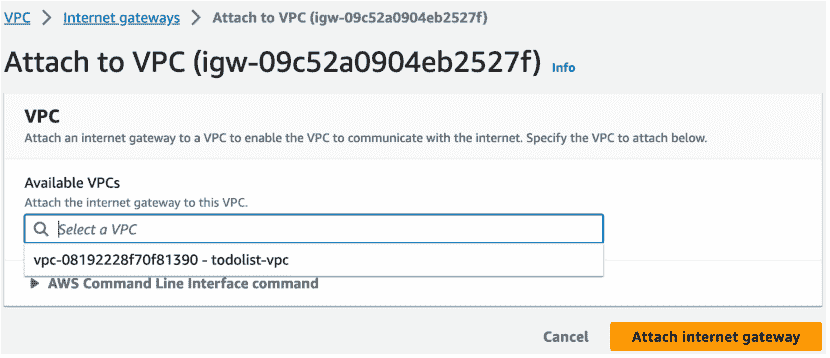 VPC > Internet gateways > Attach to VPC (igw-09c52a0904eb2527f)
Attach to VPC (igw-09c52a0904eb2527f) Info
VPC
Attach an internet gateway to a VPC to enable the VPC to communicate with the internet. Specify the VPC to attach below.
Available VPCs
Attach the internet gateway to this VPC.
Select a VPC
vpc-08192228f70f81390 - todolist-vpc
AWS Command Line Interface command
Cancel Attach internet gateway